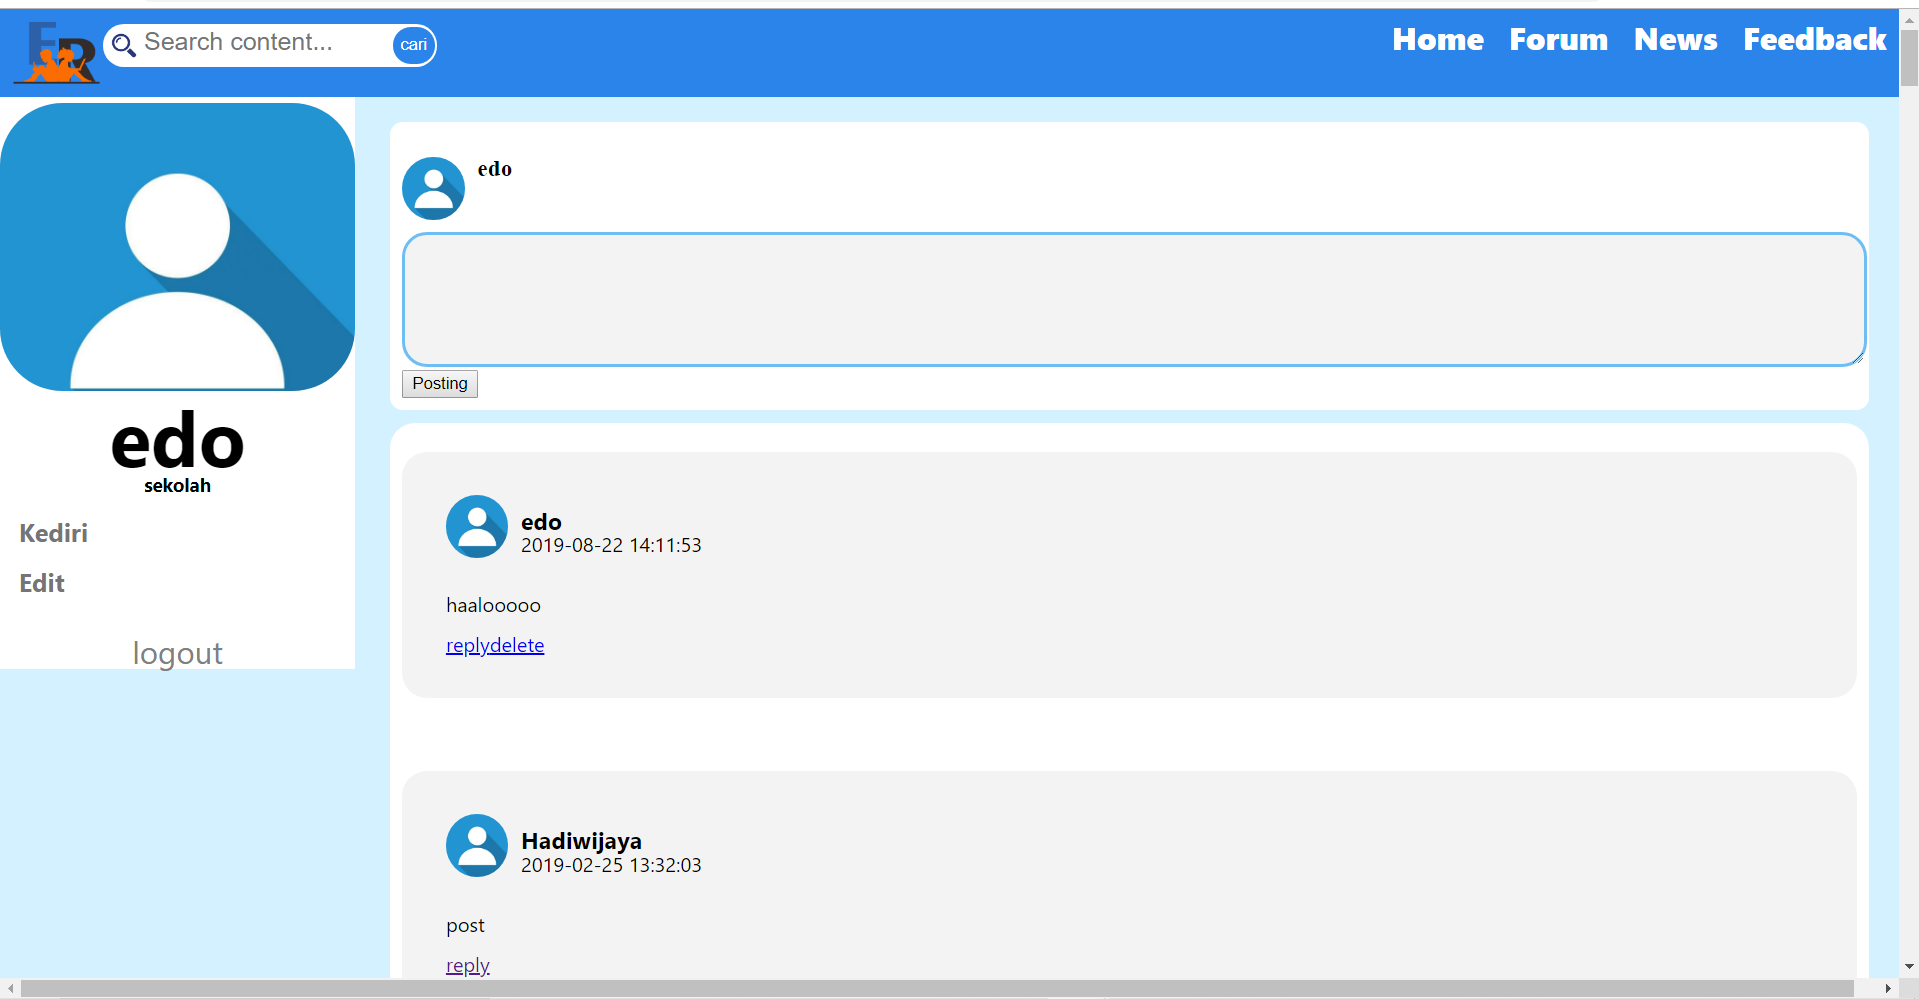 ER
Search content...
cari
Home Forum News Feedback
edo
sekolah
Kediri
Edit
logout
edo
Posting
edo
2019-08-22 14:11:53
haalooooo
replydelete
Hadiwijaya
2019-02-25 13:32:03
post
reply